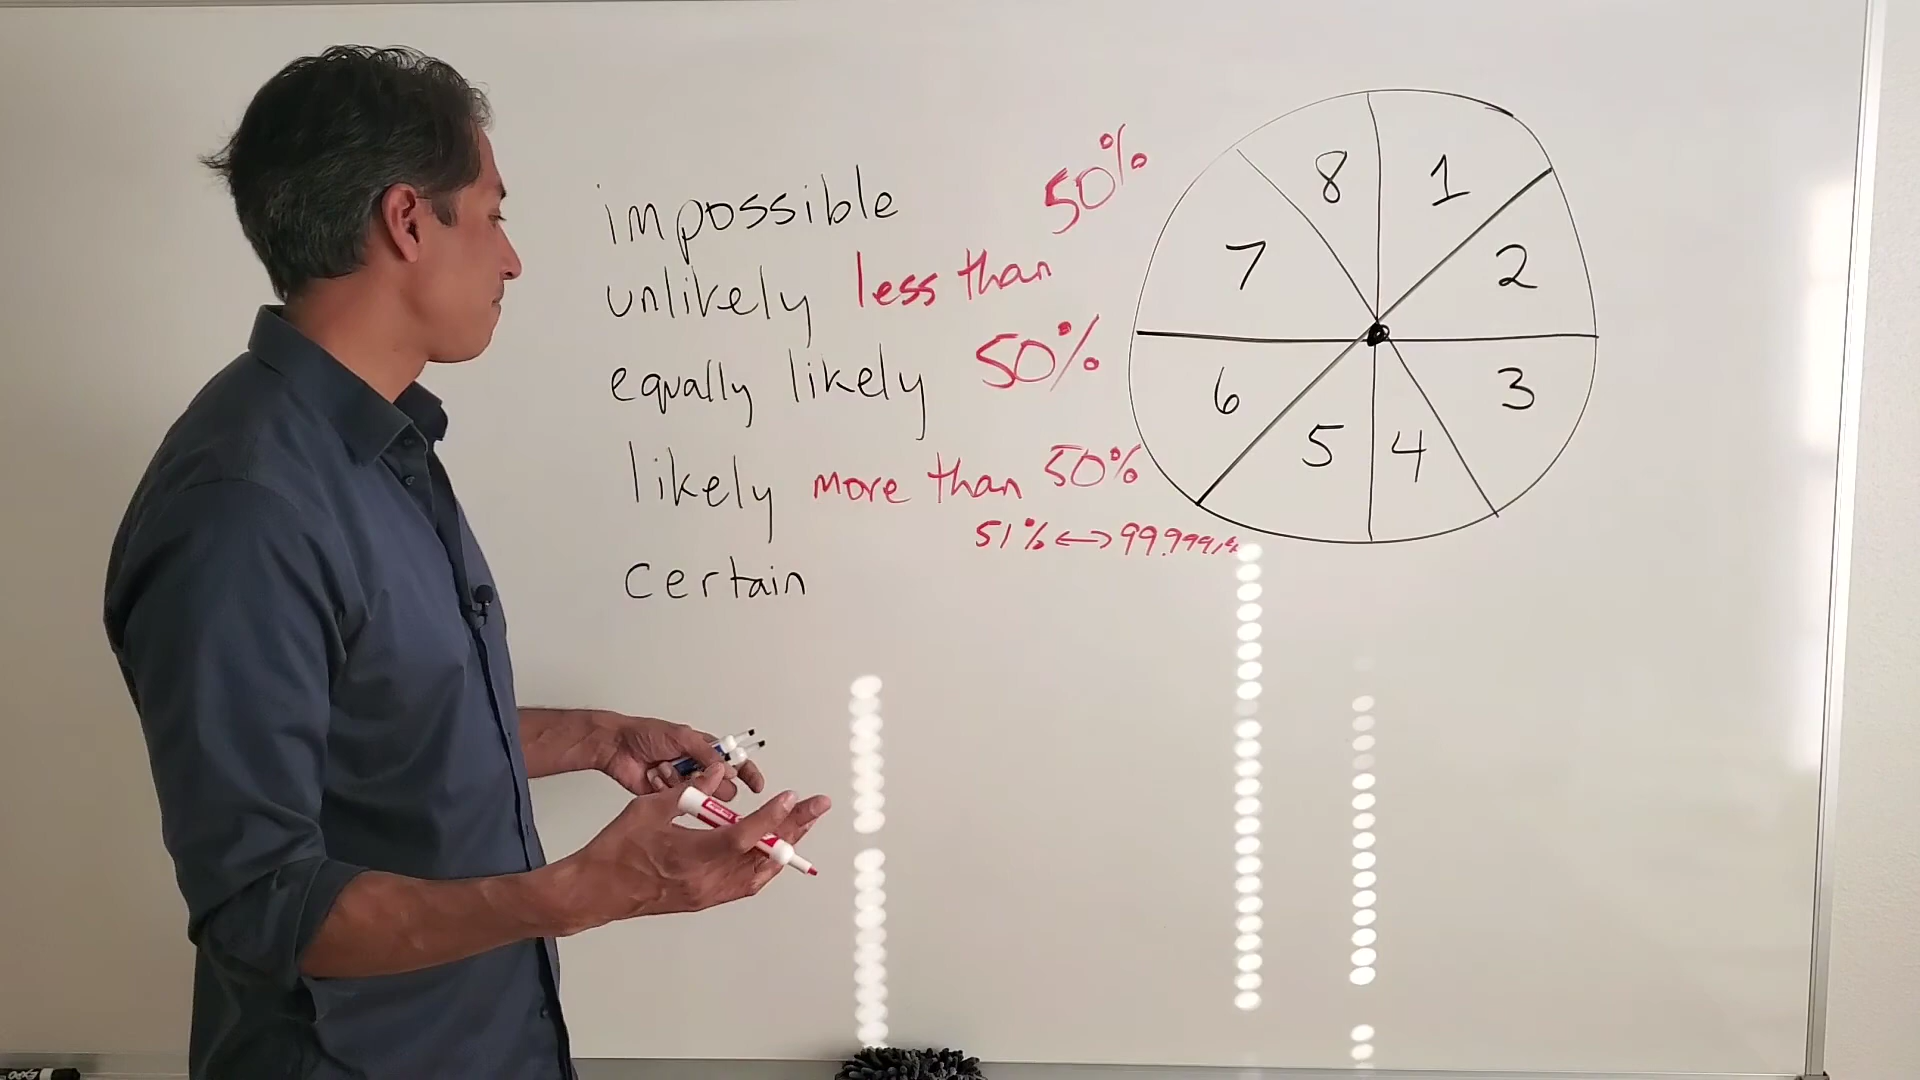 impossible
50%
unlikely less than
equally likely 50%
likely more than 50%
51% ↔ 99.999%
certain
8 1
7 2
6 3
5 4
EXPO